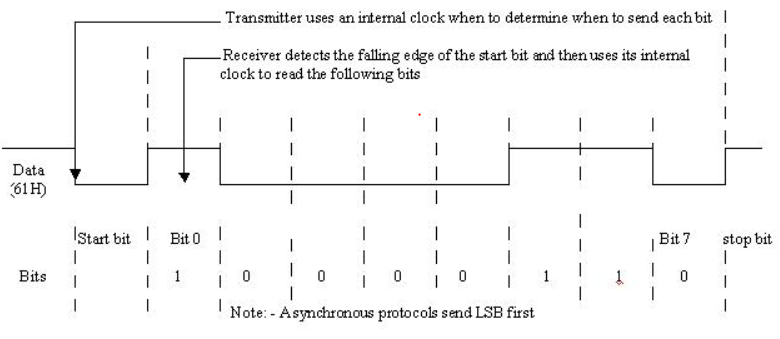 Transmitter uses an internal clock when to determine when to send each bit
Receiver detects the falling edge of the start bit and then uses its internal
clock to read the following bits
Data
(61H)
Start bit Bit 0 Bit 7 stop bit
Bits 1 0 0 0 0 1 1 0
Note: - Asynchronous protocols send LSB first